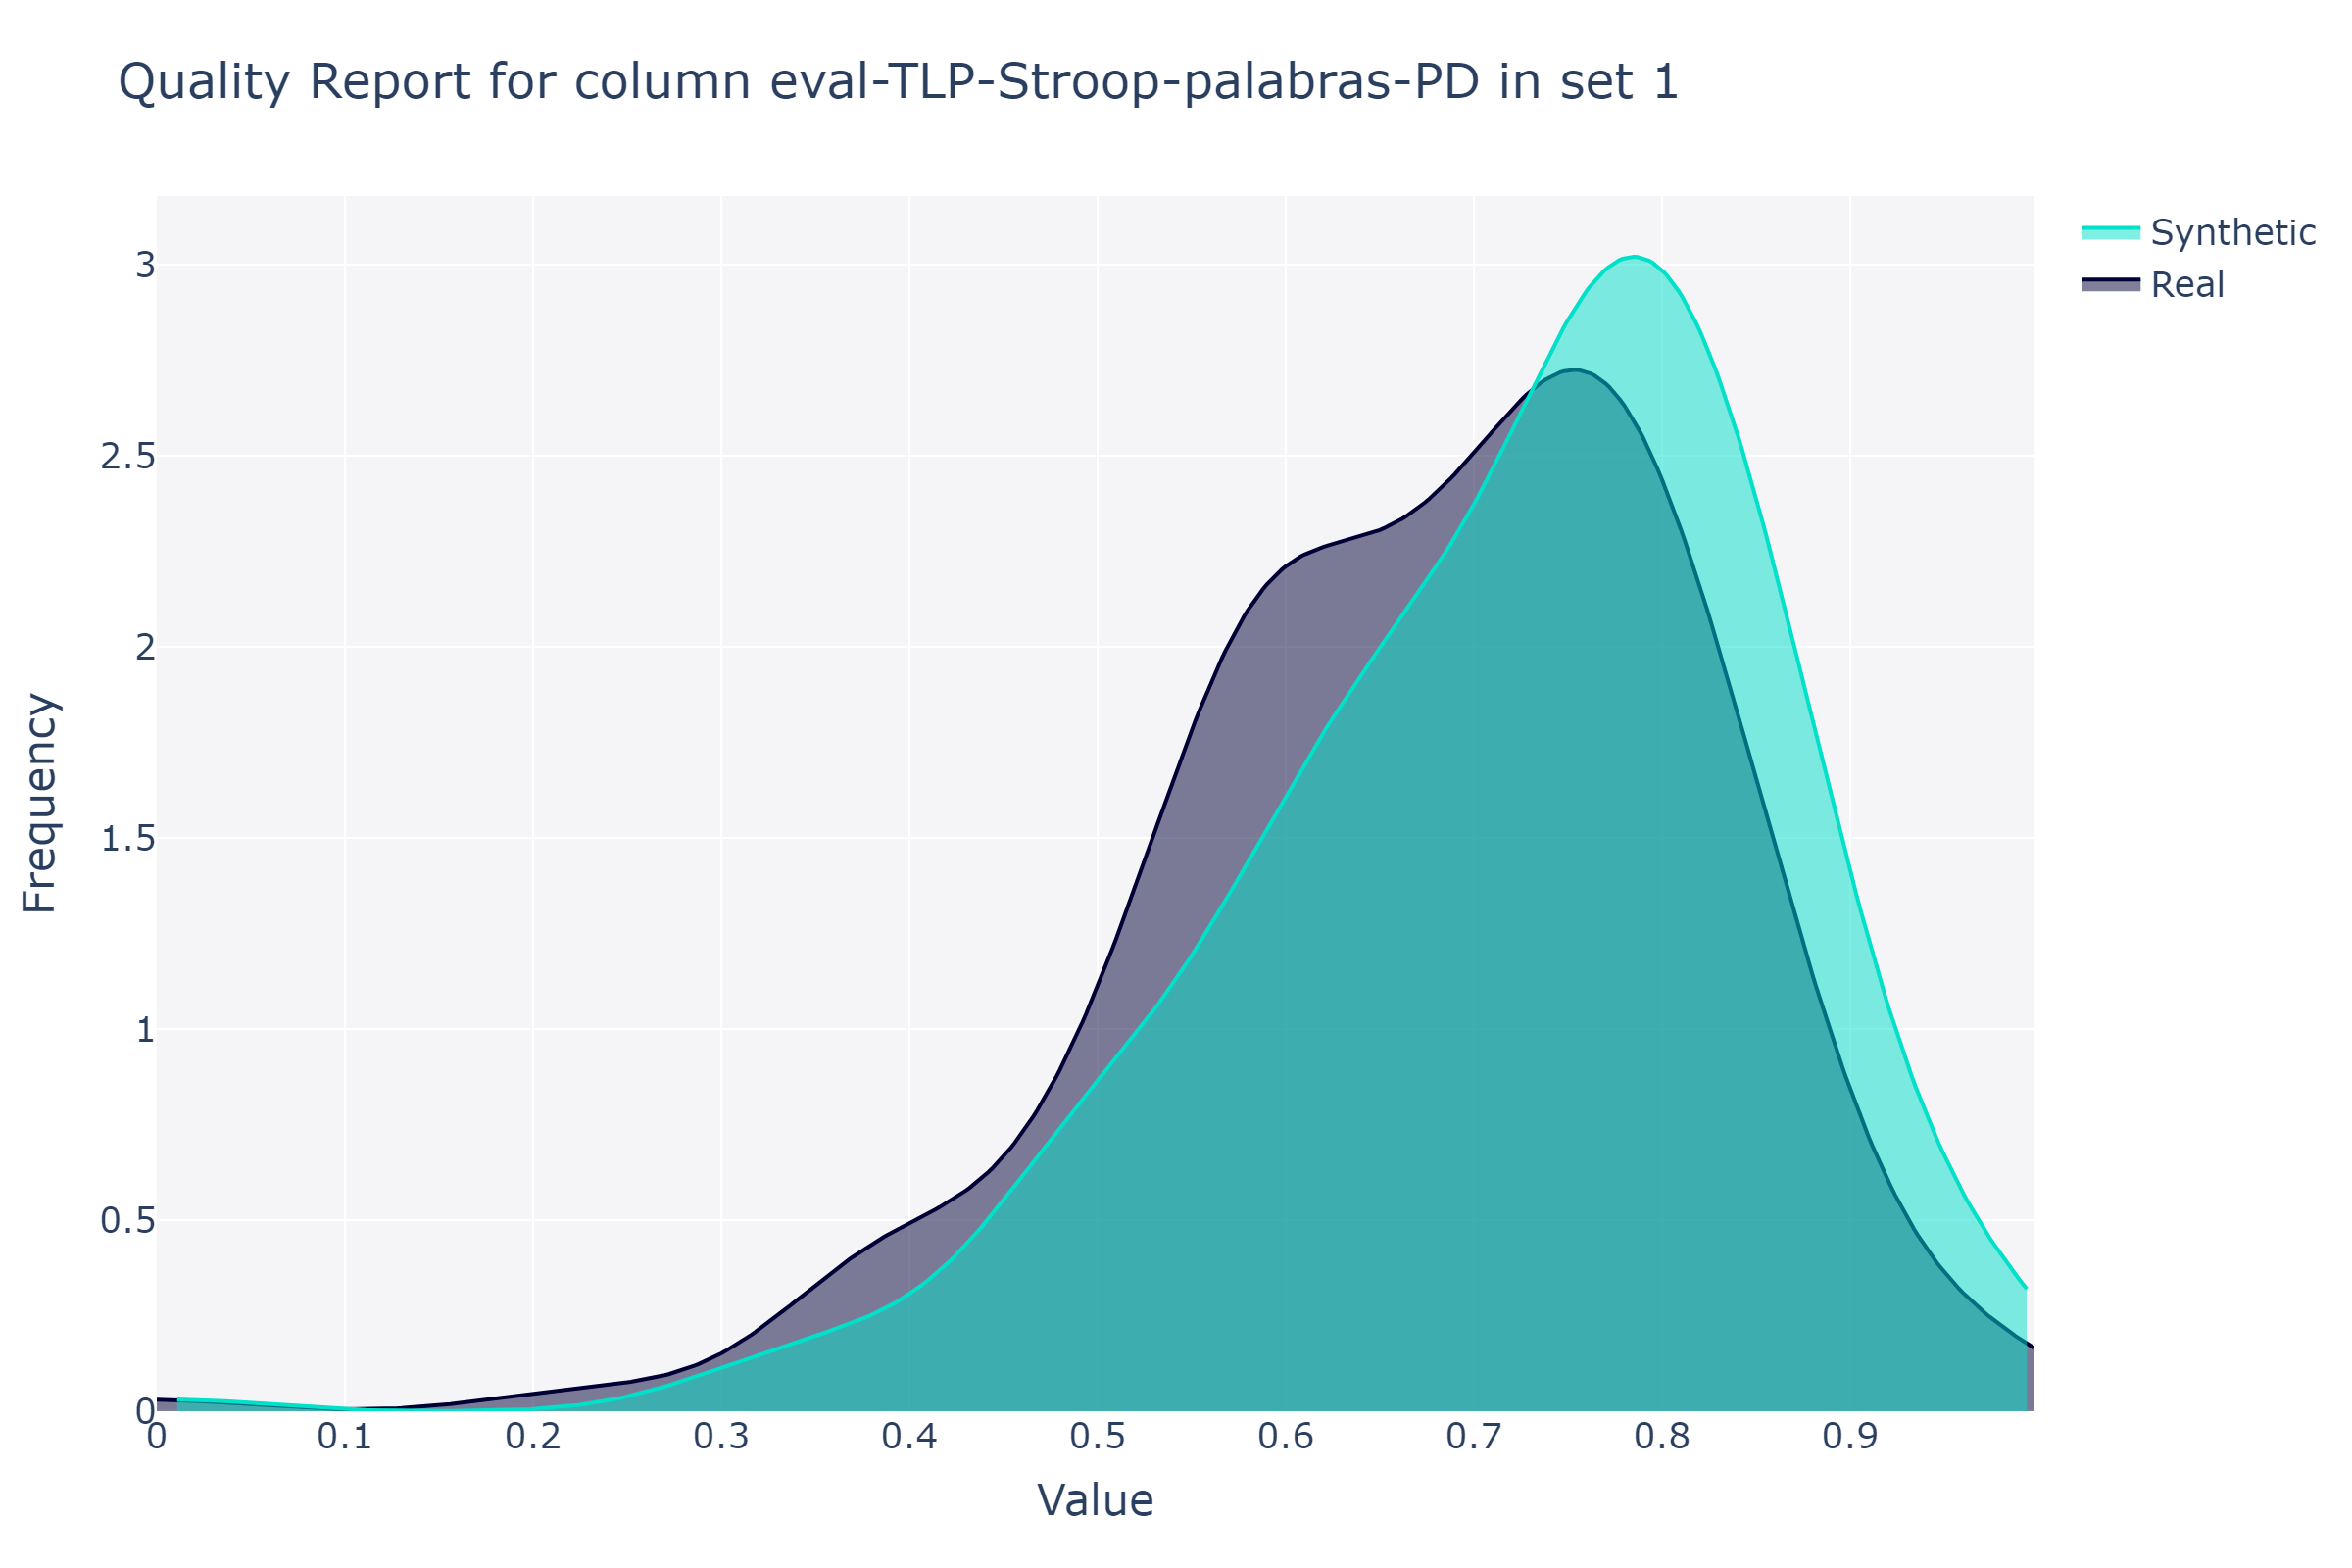 Quality Report for column eval-TLP-Stroop-palabras-PD in set 1
Synthetic
Real
3
2.5
2
1.5
1
0.5
0
Frequency
0 0.1 0.2 0.3 0.4 0.5 0.6 0.7 0.8 0.9
Value